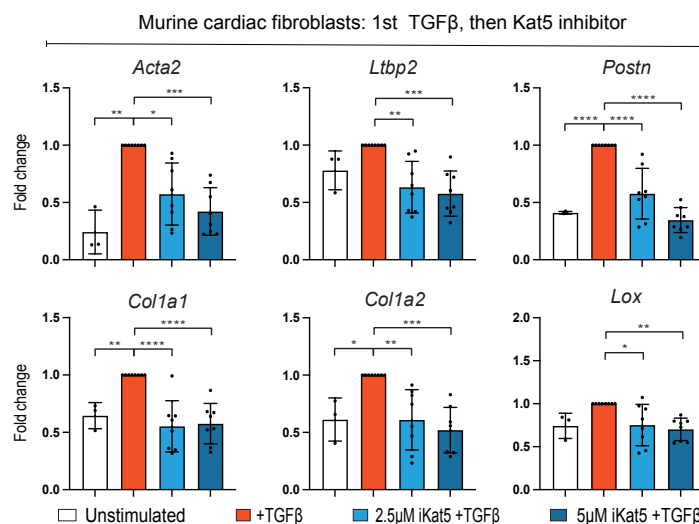 Murine cardiac fibroblasts: 1st TGFβ, then Kat5 inhibitor
Acta2
Ltbp2
Postn
Fold change
1.5
1.0
0.5
0.0
** * ***
1.5
1.0
0.5
0.0
** ***
1.5
1.0
0.5
0.0
**** **** ****
Col1a1
Col1a2
Lox
Fold change
1.5
1.0
0.5
0.0
** **** ****
1.5
1.0
0.5
0.0
* ** ***
2.0
1.5
1.0
0.5
0.0
* **
Unstimulated +TGFβ 2.5µM iKat5 +TGFβ 5µM iKat5 +TGFβ